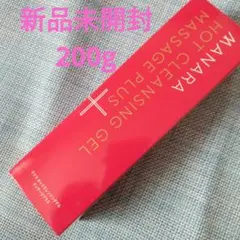 新品未開封
200g
MANARA
HOT CLEANSING GEL
MASSAGE PLUS